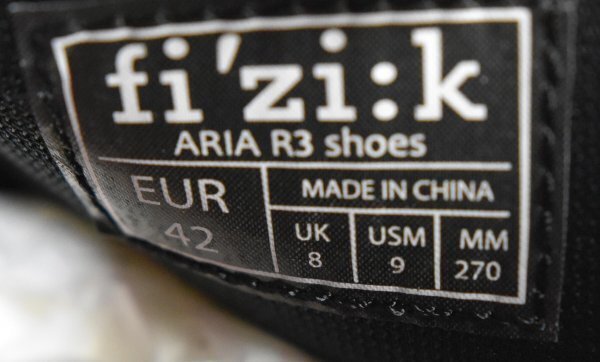 fi'zi:k
ARIA R3 shoes
EUR
42
MADE IN CHINA
UK USM MM
8 9 270